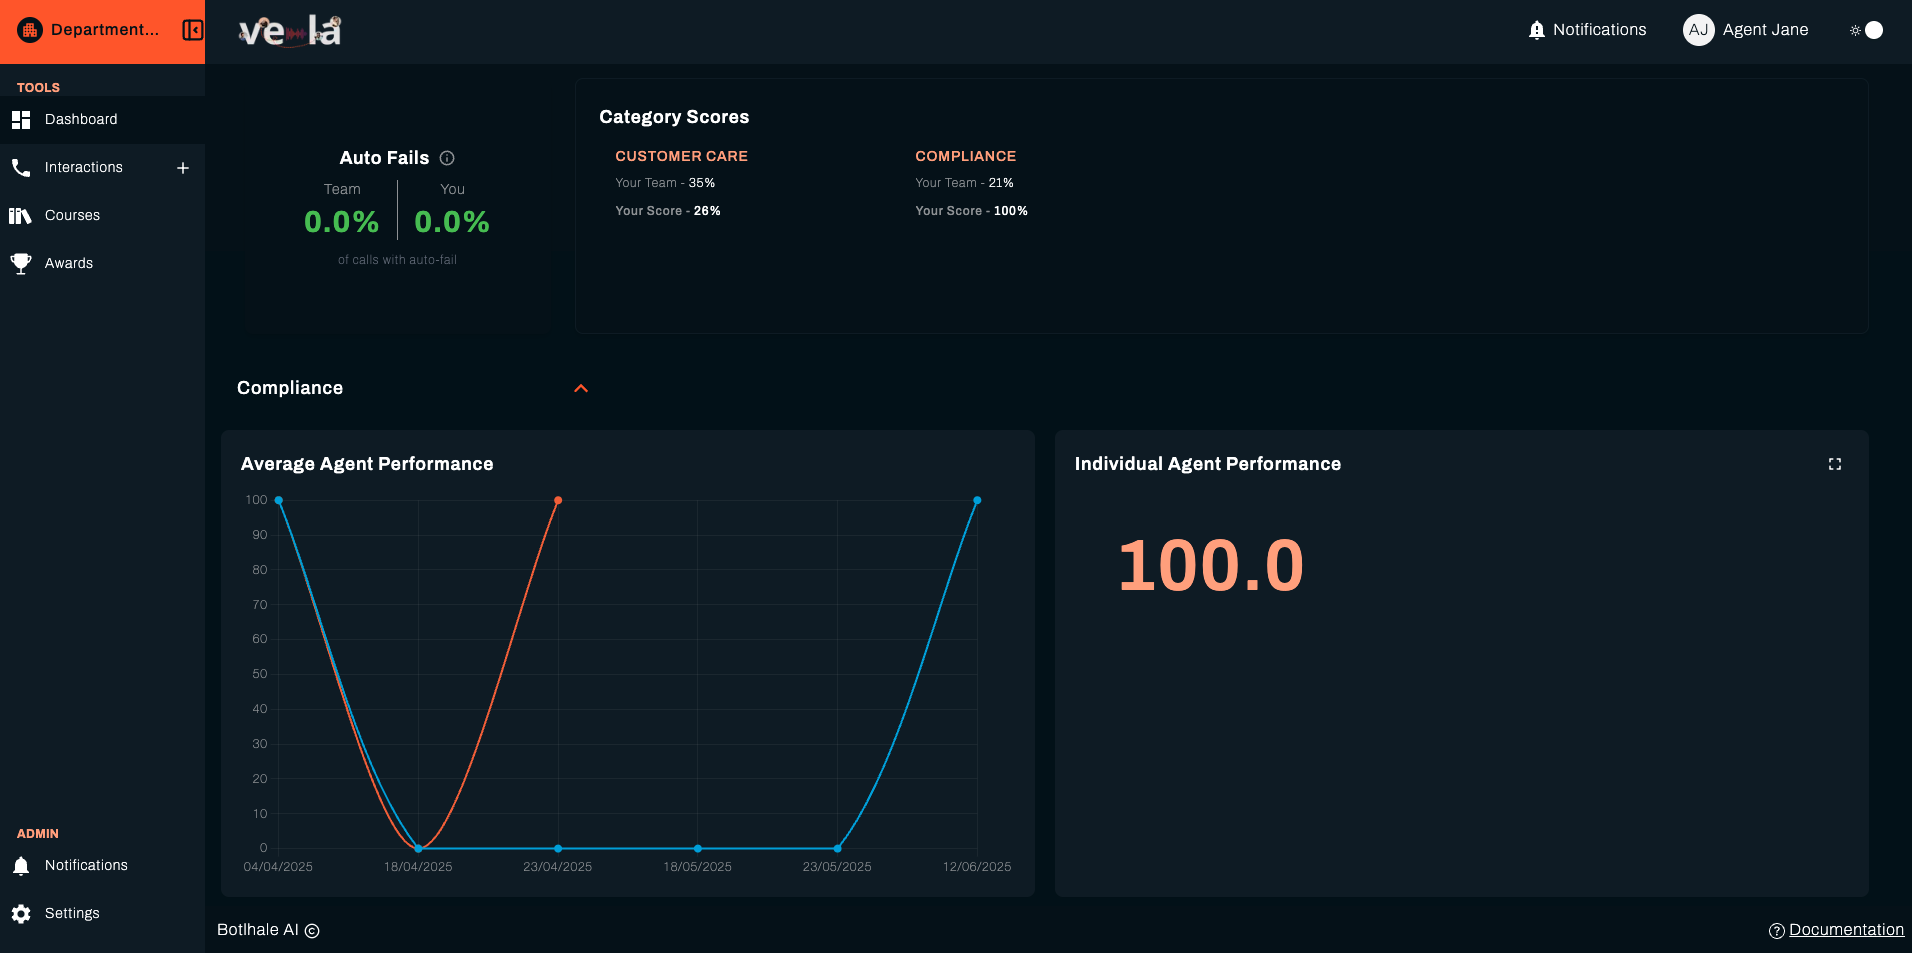 Department...
vela
Notifications
AJ
Agent Jane
TOOLS
Dashboard
Interactions
Courses
Awards
Auto Fails
Team
You
0.0%
0.0%
of calls with auto-fail
Category Scores
CUSTOMER CARE
Your Team - 35%
Your Score - 26%
COMPLIANCE
Your Team - 21%
Your Score - 100%
Compliance
Average Agent Performance
100
90
80
70
60
50
40
30
20
10
0
04/04/2025
18/04/2025
23/04/2025
18/05/2025
23/05/2025
12/06/2025
Individual Agent Performance
100.0
ADMIN
Notifications
Settings
Botlhale AI ©
Documentation